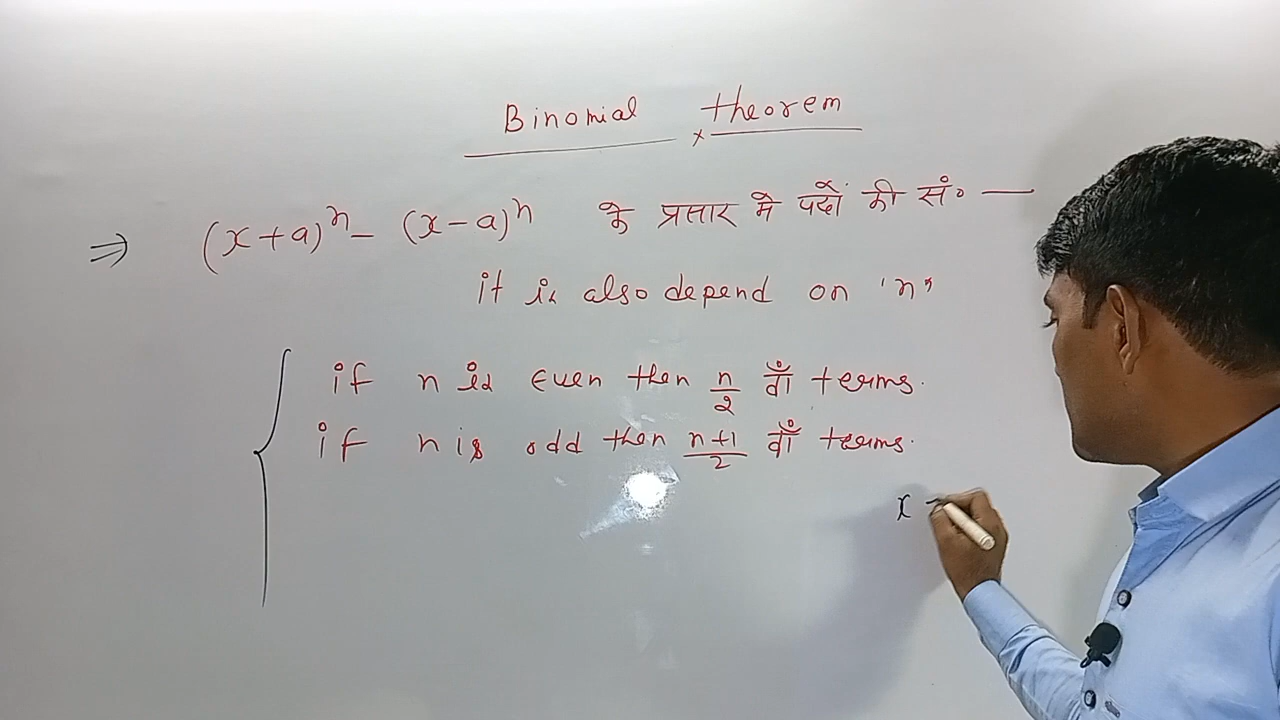 Binomial theorem
⇒ (x+a)ⁿ - (x-a)ⁿ के प्रसार मे पदों की सं० —
it is also depend on 'n'
if n is even then n/2 वाँ terms.
if n is odd then n+1/2 वाँ terms.
x